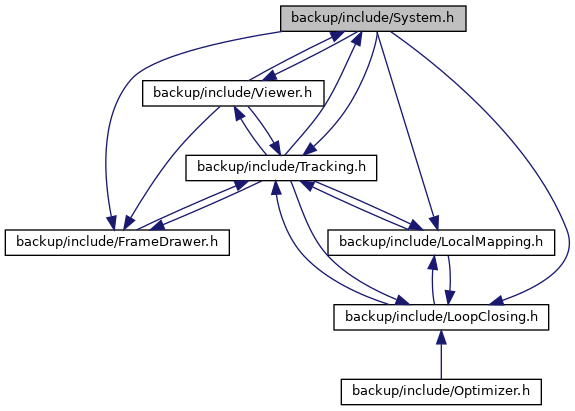 backup/include/System.h
backup/include/Viewer.h
backup/include/Tracking.h
backup/include/FrameDrawer.h
backup/include/LocalMapping.h
backup/include/LoopClosing.h
backup/include/Optimizer.h